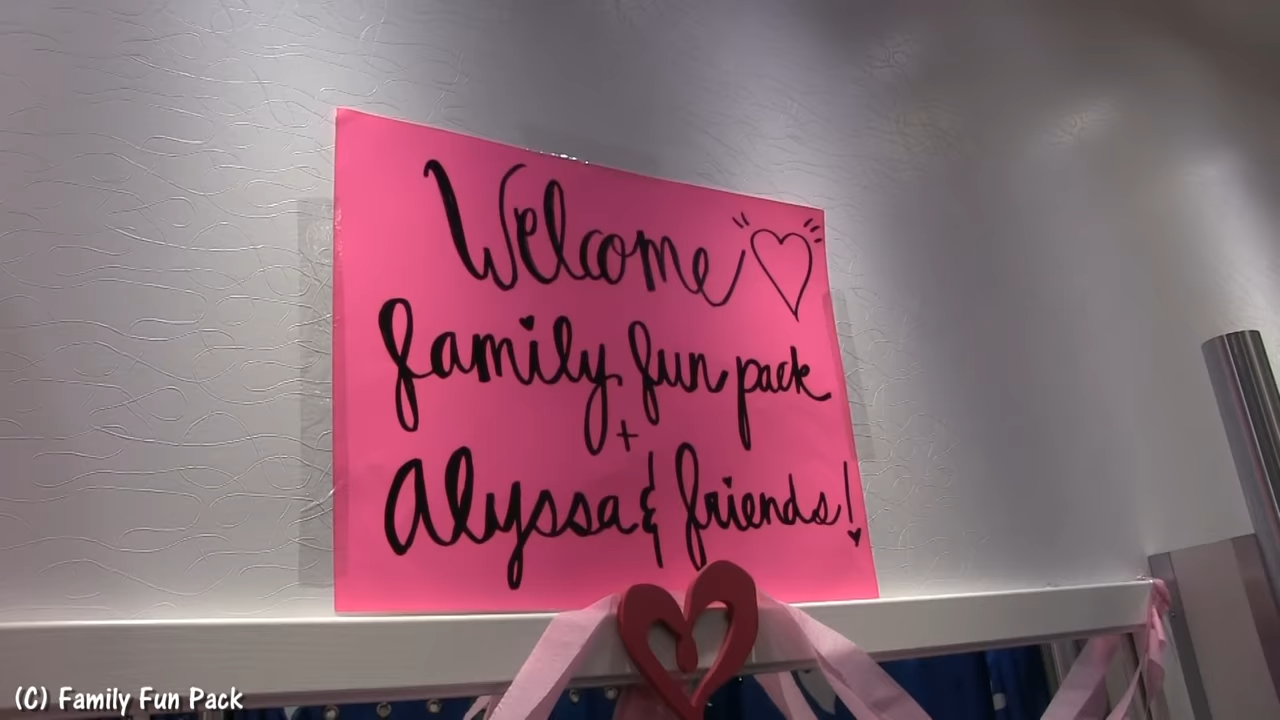 Welcome
family fun pack
+
Alyssa & friends!
(C) Family Fun Pack